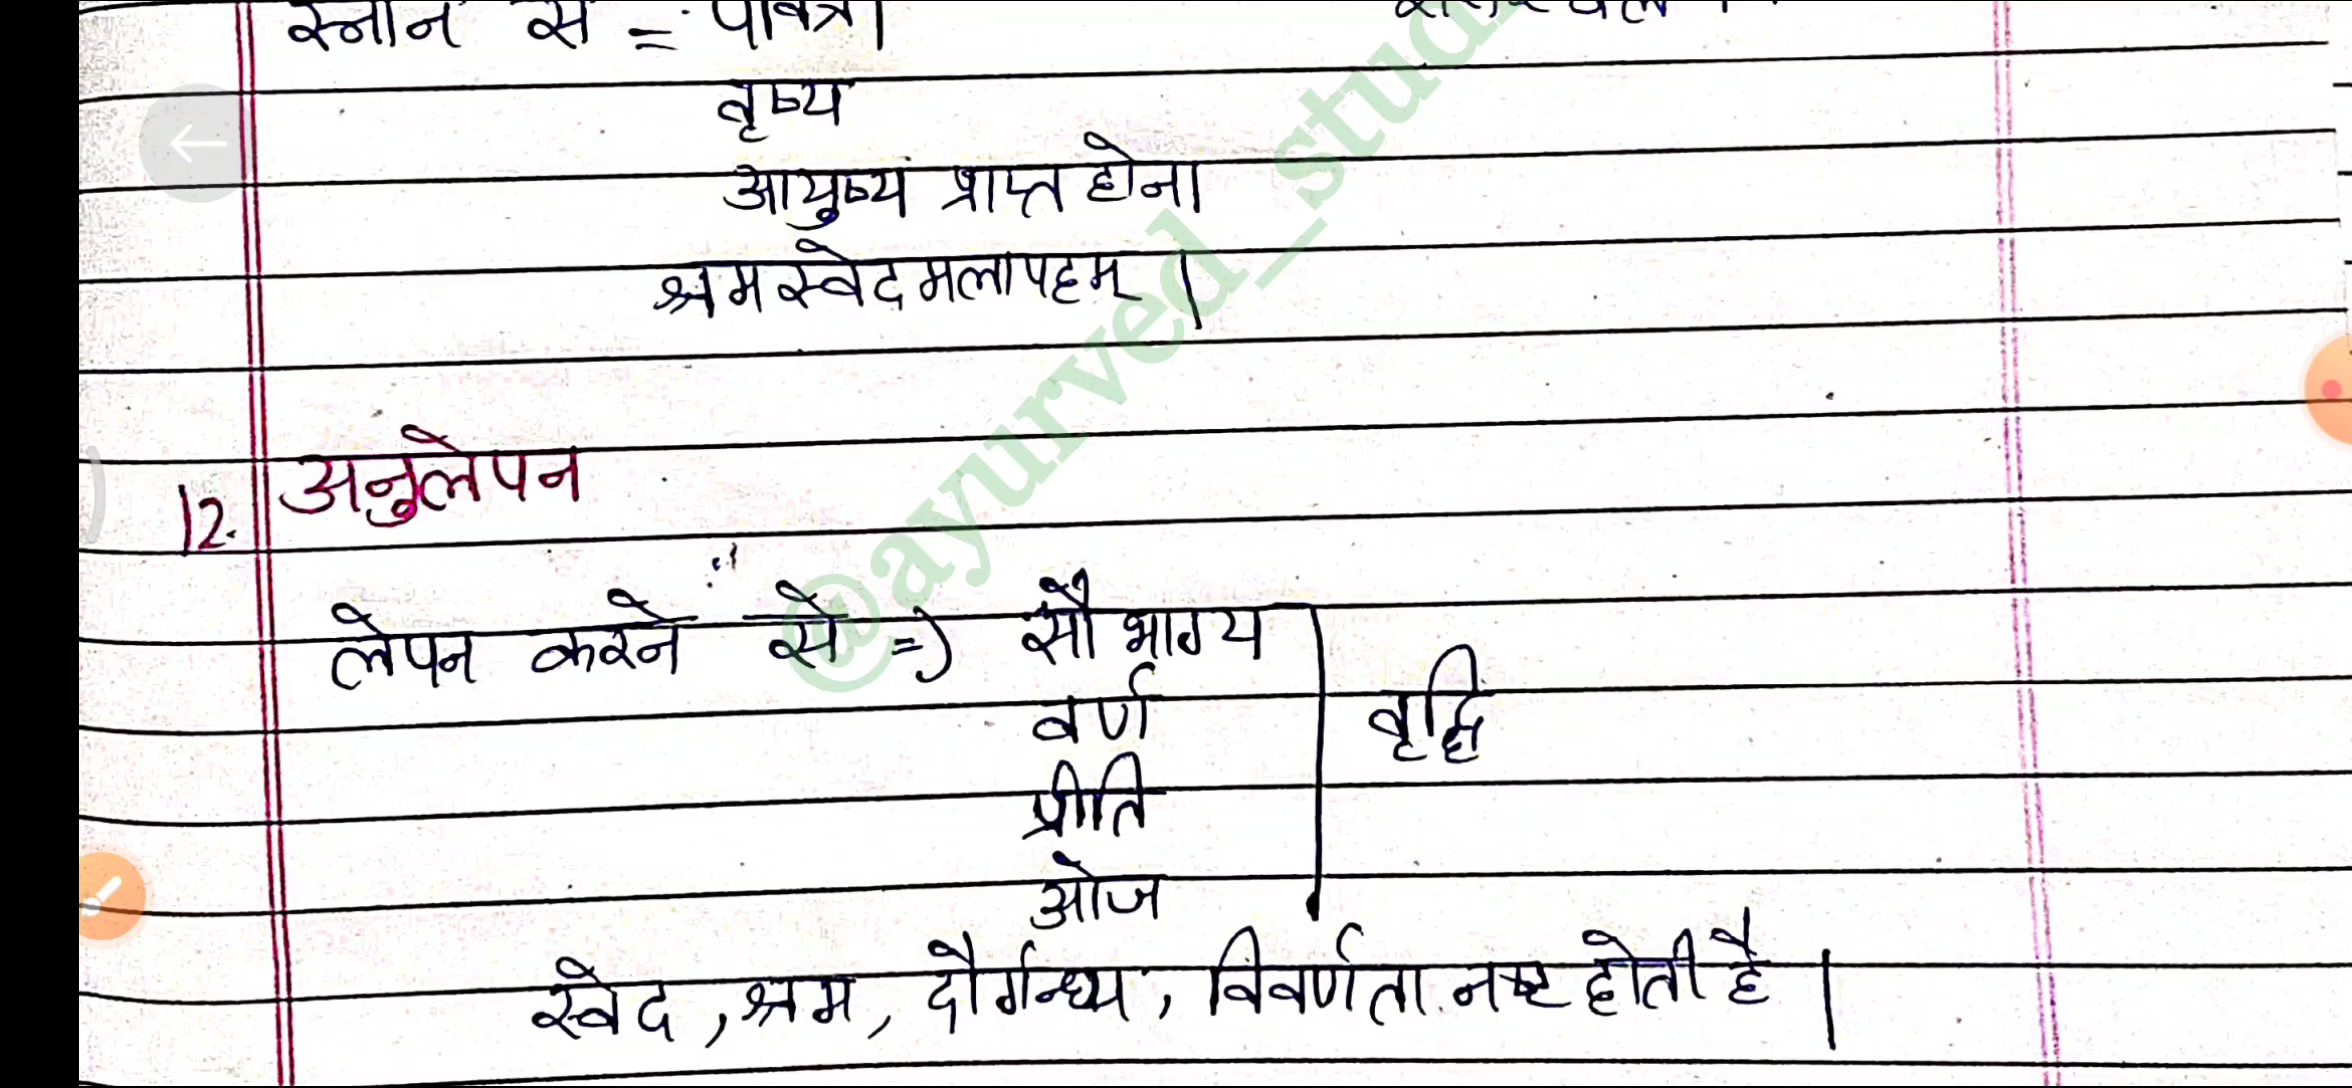 स्नान से = पवित्र।
वृष्य
आयुष्य प्राप्त होना
श्रमस्वेदमलापहम् |
12. अनुलेपन
लेपन करने से => सौभाग्य
वर्ण
वृद्धि
प्रीति
ओज
स्वेद, श्रम, दौर्गन्ध्य, विवर्णता नष्ट होती है |
@ayurved_stud